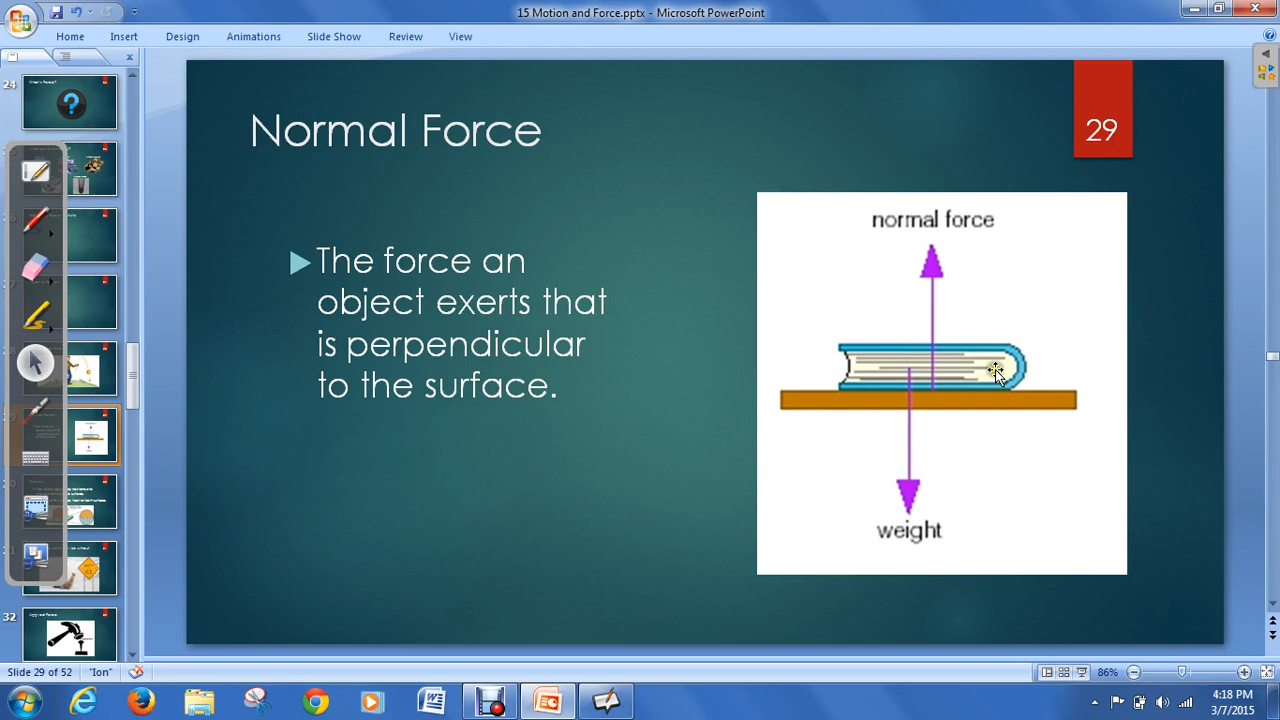 15 Motion and Force.pptx - Microsoft PowerPoint
Home Insert Design Animations Slide Show Review View
24
Normal Force
29
The force an
object exerts that
is perpendicular
to the surface.
normal force
weight
32
Slide 29 of 52 "Ion" 86%
W
4:18 PM
3/7/2015